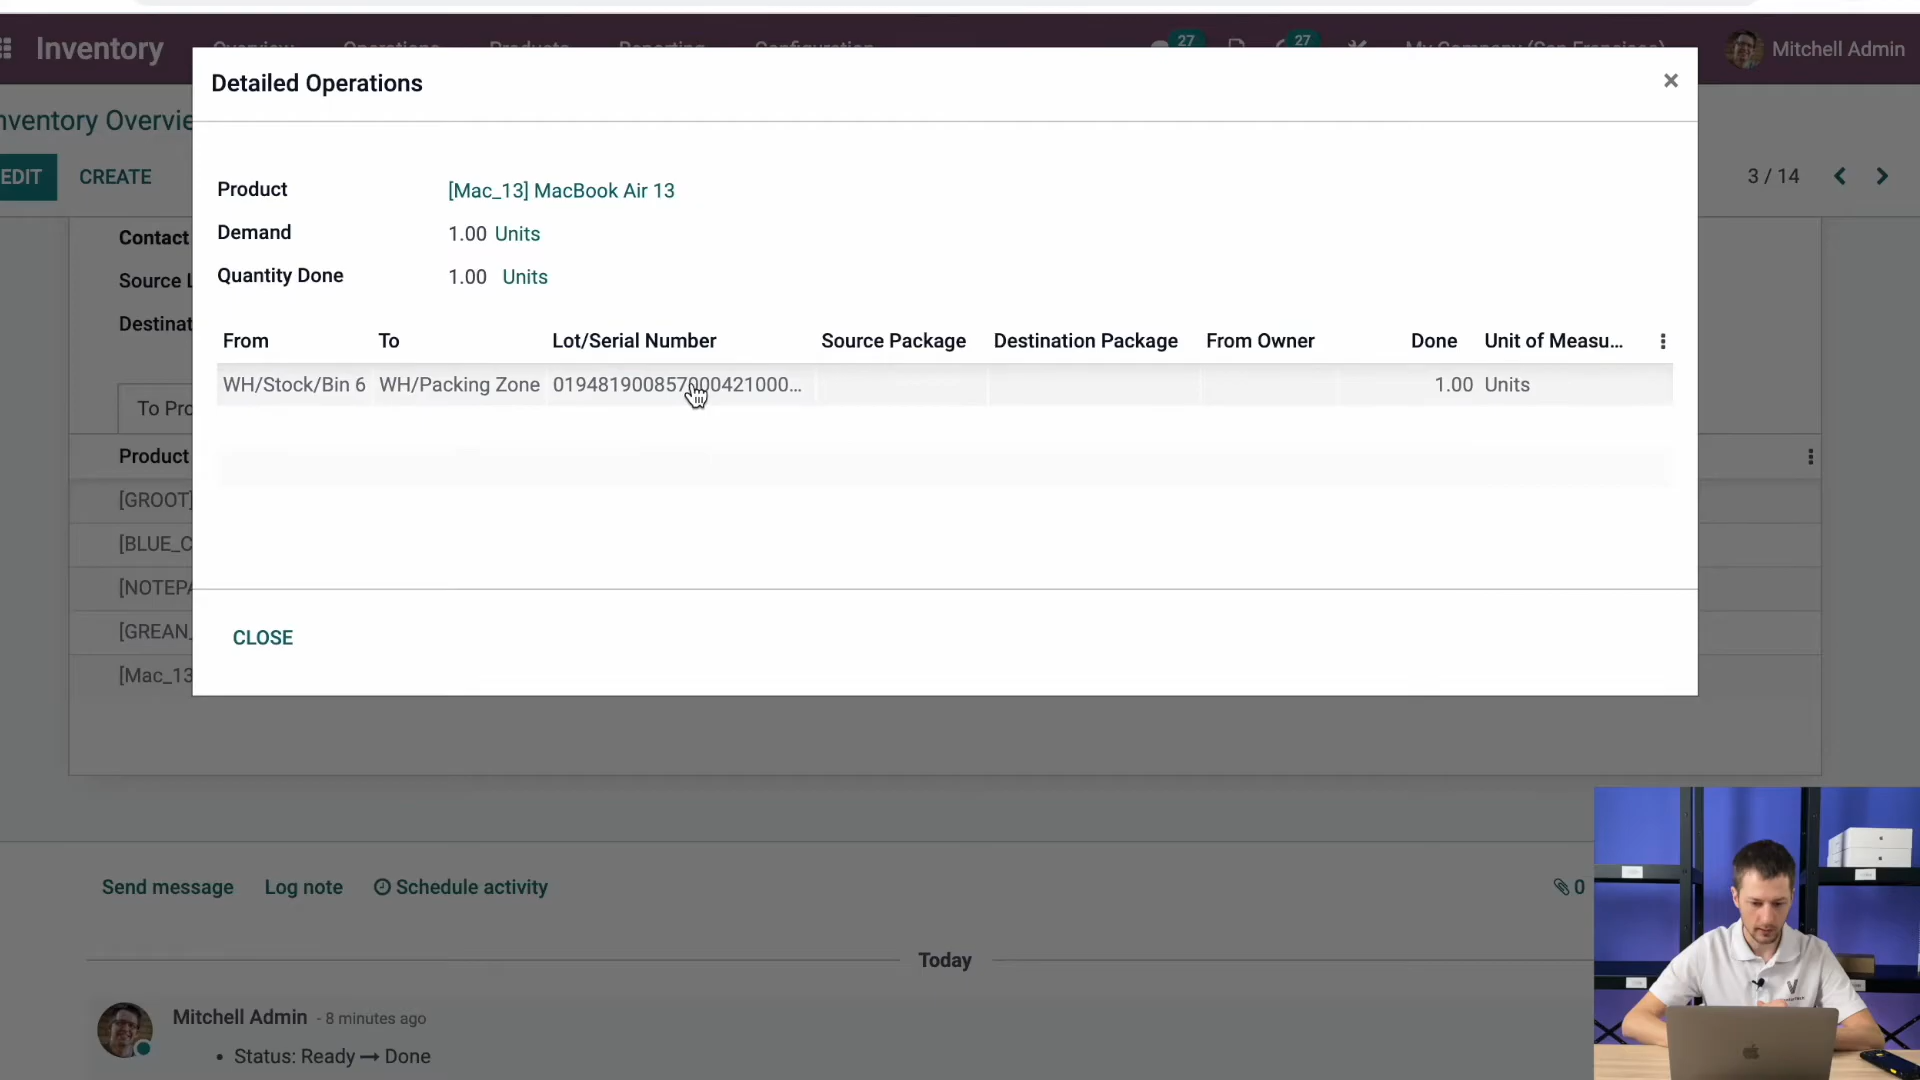 Inventory
27
27
Mitchell Admin
Detailed Operations
×
nventory Overvie
EDIT
CREATE
3 / 14
Product
[Mac_13] MacBook Air 13
Demand
1.00 Units
Quantity Done
1.00 Units
Contact
Source L
Destinat
From To Lot/Serial Number Source Package Destination Package From Owner Done Unit of Measu...
WH/Stock/Bin 6 WH/Packing Zone 019481900857000421000... 1.00 Units
To Pro
Product
[GROOT]
[BLUE_C
[NOTEPA
[GREAN_
[Mac_13
CLOSE
Send message Log note Schedule activity
0
Today
Mitchell Admin - 8 minutes ago
• Status: Ready → Done